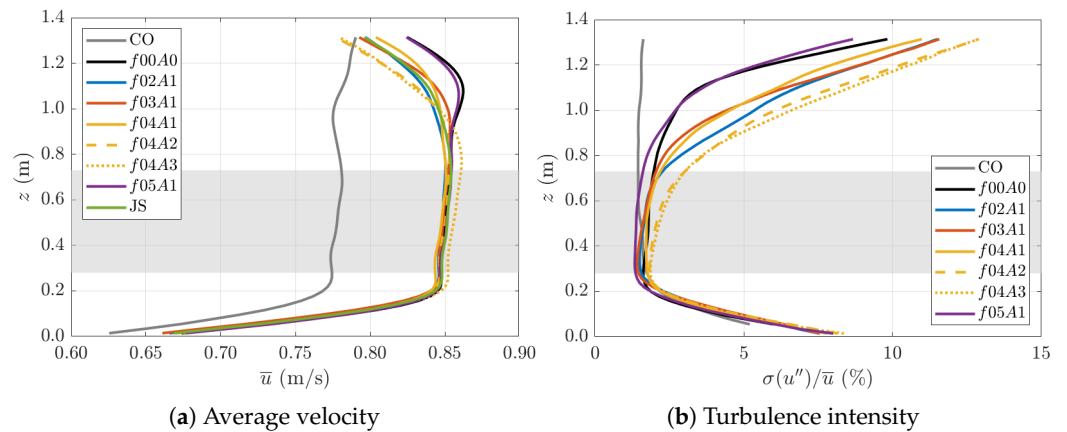 1.4
1.2
1.0
0.8
0.6
0.4
0.2
0.0
z (m)
CO
f00A0
f02A1
f03A1
f04A1
f04A2
f04A3
f05A1
JS
0.60
0.65
0.70
0.75
0.80
0.85
0.90
u̅ (m/s)
(a) Average velocity
1.4
1.2
1.0
0.8
0.6
0.4
0.2
0.0
z (m)
CO
f00A0
f02A1
f03A1
f04A1
f04A2
f04A3
f05A1
0
5
10
15
σ(u″)/u̅ (%)
(b) Turbulence intensity